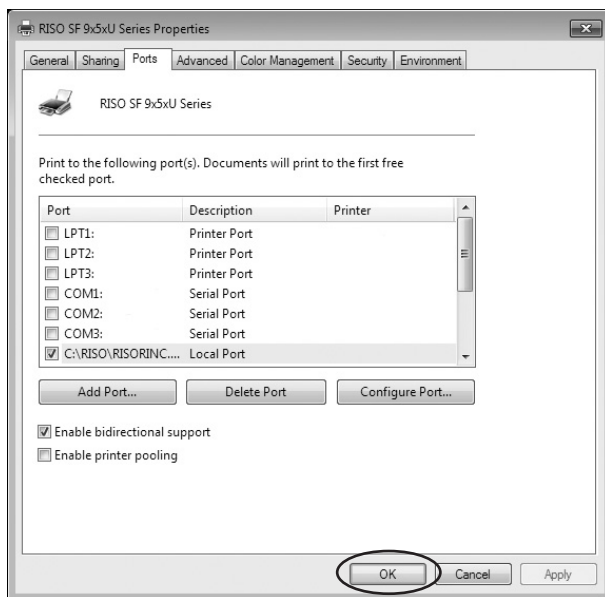 RISO SF 9x5xU Series Properties
General Sharing Ports Advanced Color Management Security Environment
RISO SF 9x5xU Series
Print to the following port(s). Documents will print to the first free
checked port.
Port Description Printer
LPT1: Printer Port
LPT2: Printer Port
LPT3: Printer Port
COM1: Serial Port
COM2: Serial Port
COM3: Serial Port
C:\RISO\RISORINC.... Local Port
Add Port... Delete Port Configure Port...
Enable bidirectional support
Enable printer pooling
OK Cancel Apply